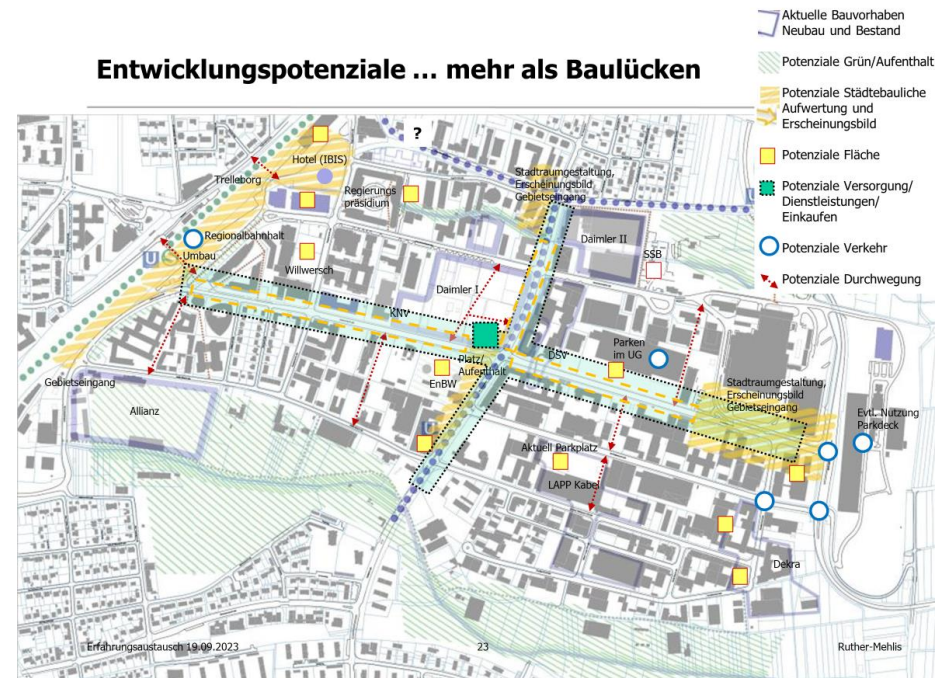 Entwicklungspotenziale ... mehr als Baulücken
Aktuelle Bauvorhaben
Neubau und Bestand
Potenziale Grün/Aufenthalt
Potenziale Städtebauliche
Aufwertung und
Erscheinungsbild
Potenziale Fläche
Potenziale Versorgung/
Dienstleistungen/
Einkaufen
Potenziale Verkehr
Potenziale Durchwegung
?
Hotel (IBIS)
Trelleborg
Regierungs
präsidium
Stadtraumgestaltung,
Erscheinungsbild
Gebietseingang
Regionalbahnhalt
U S
Umbau
Willwersch
Daimler II
SSB
Daimler I
KNV
Platz/
Aufenthalt
DSV
Parken
im UG
EnBW
Gebietseingang
Allianz
U
Stadtraumgestaltung,
Erscheinungsbild
Gebietseingang
Evtl. Nutzung
Parkdeck
Aktuell Parkplatz
LAPP Kabel
Dekra
Erfahrungsaustausch 19.09.2023
23
Ruther-Mehlis